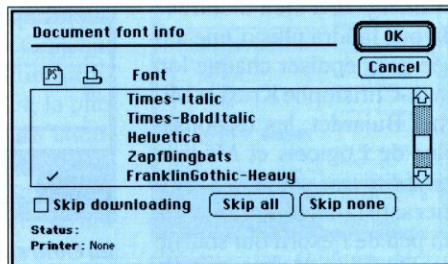 Document font info
OK
Cancel
PS Font
Times-Italic
Times-BoldItalic
Helvetica
ZapfDingbats
✓ FranklinGothic-Heavy
Skip downloading Skip all Skip none
Status:
Printer: None